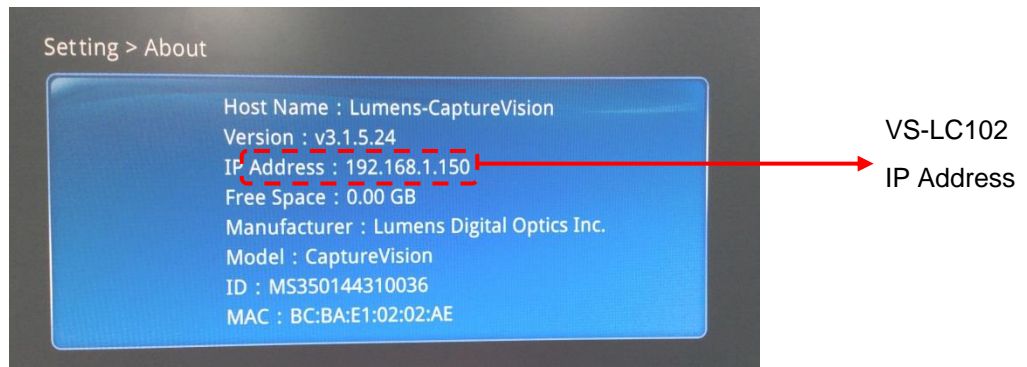 Setting > About
Host Name : Lumens-CaptureVision
Version : v3.1.5.24
IP Address : 192.168.1.150
Free Space : 0.00 GB
Manufacturer : Lumens Digital Optics Inc.
Model : CaptureVision
ID : MS350144310036
MAC : BC:BA:E1:02:02:AE
VS-LC102
IP Address